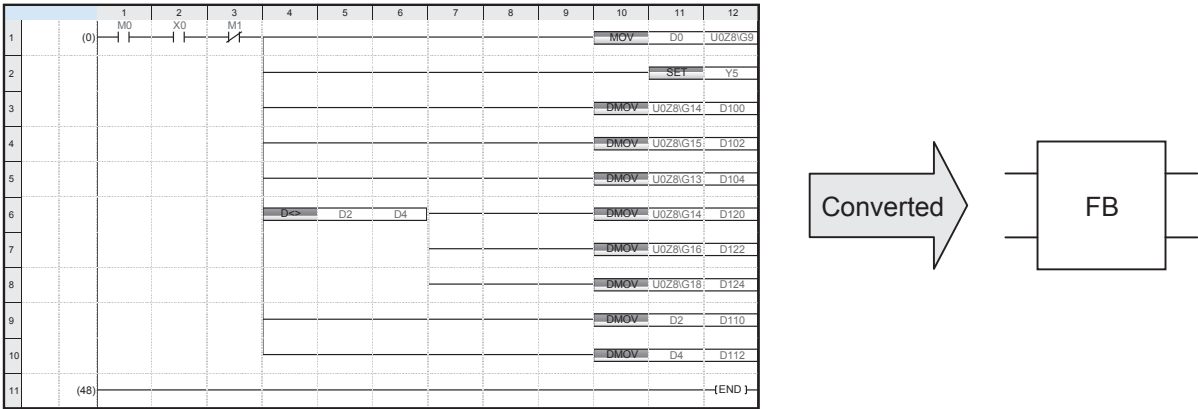 1 2 3 4 5 6 7 8 9 10 11 12
M0 X0 M1
1 (0) MOV D0 U0Z8\G9
2 SET Y5
3 DMOV U0Z8\G14 D100
4 DMOV U0Z8\G15 D102
5 DMOV U0Z8\G13 D104
6 D<> D2 D4 DMOV U0Z8\G14 D120
7 DMOV U0Z8\G16 D122
8 DMOV U0Z8\G18 D124
9 DMOV D2 D110
10 DMOV D4 D112
11 (48) {END}
Converted
FB